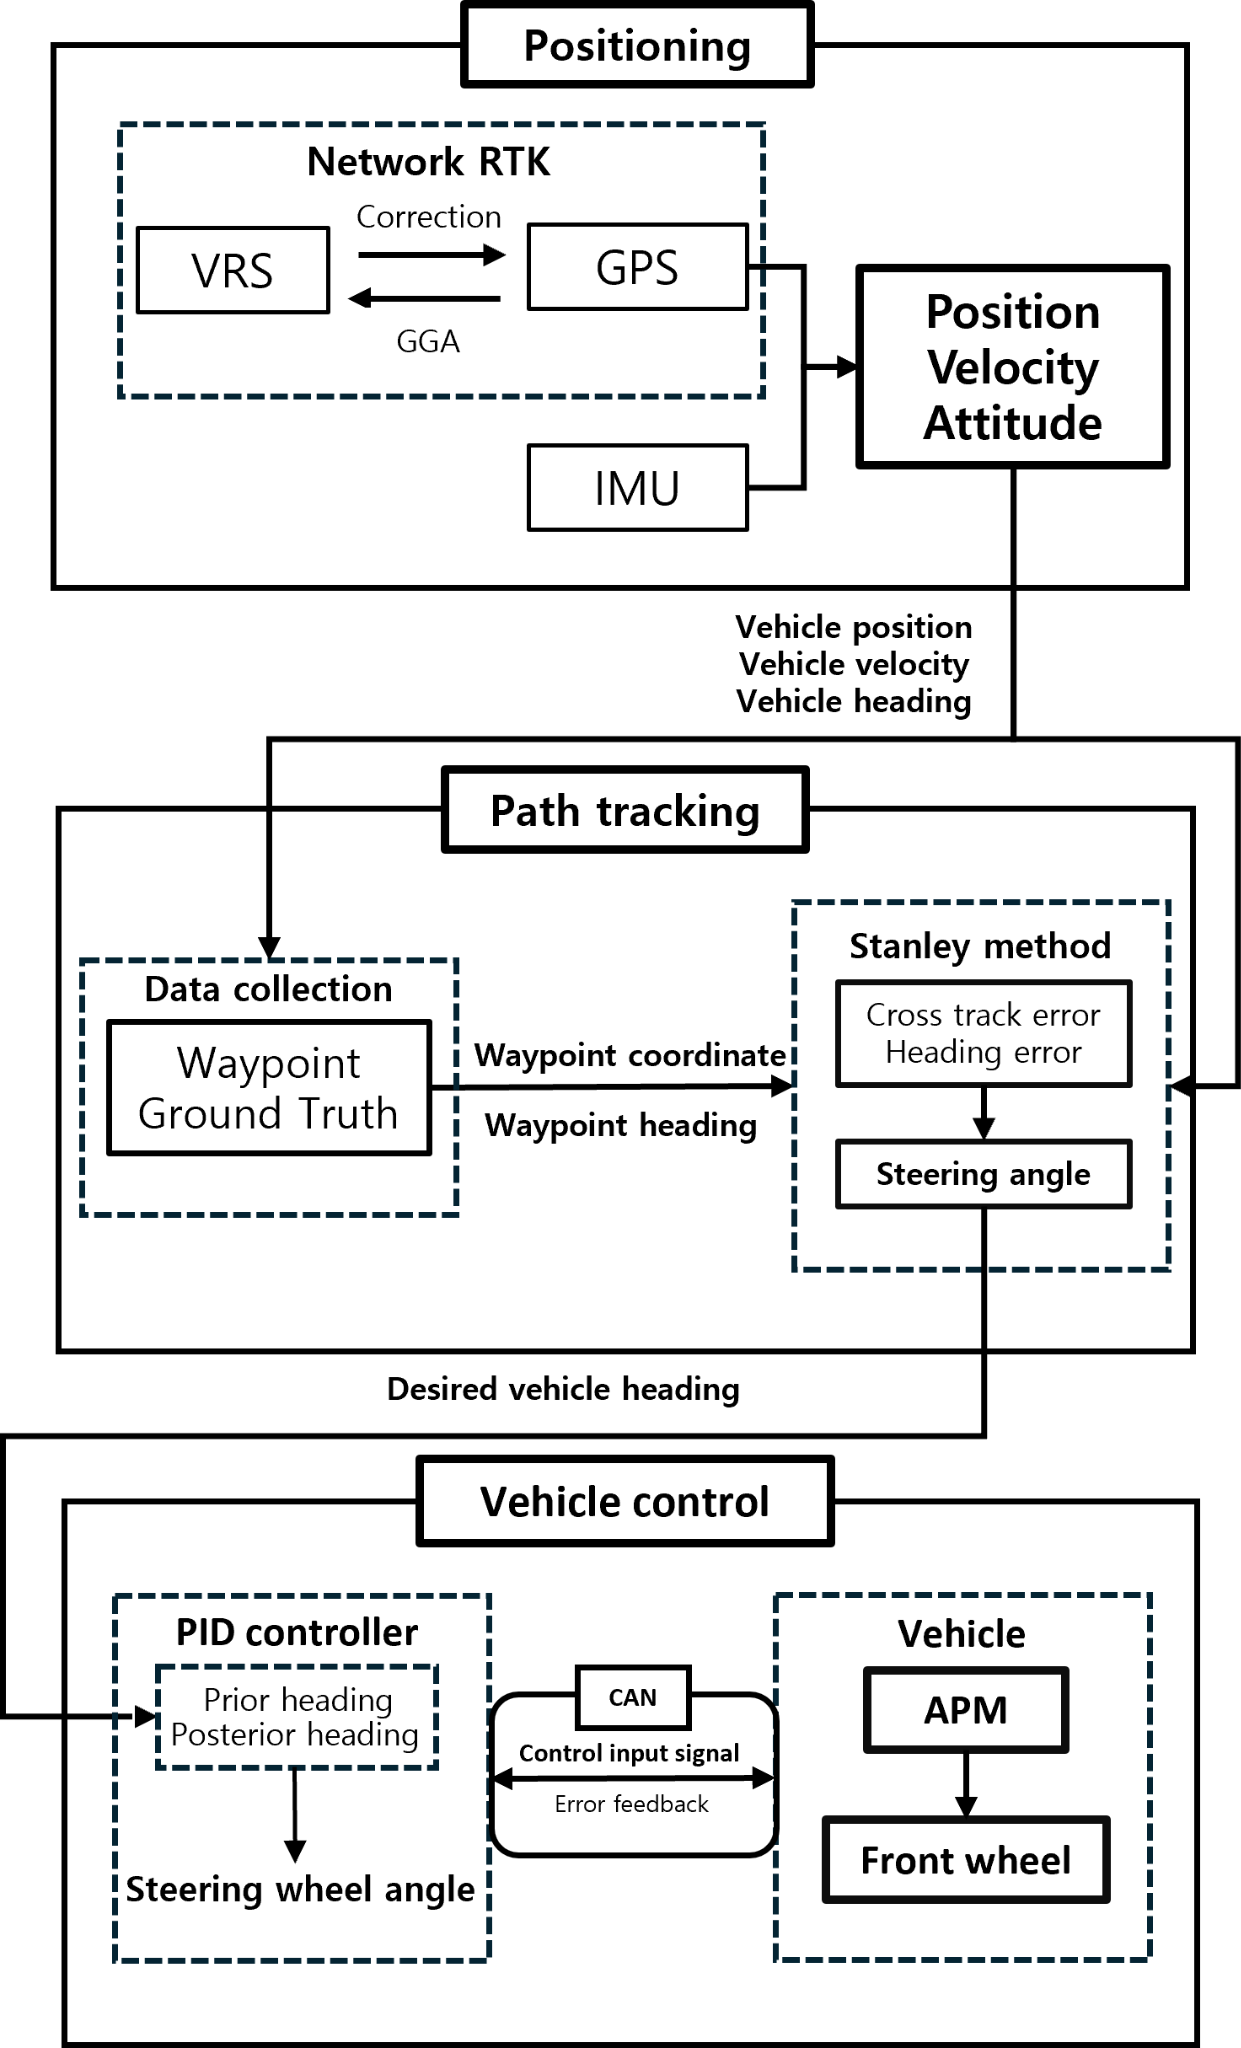 Positioning
Network RTK
Correction
VRS
GPS
GGA
Position
Velocity
Attitude
IMU
Vehicle position
Vehicle velocity
Vehicle heading
Path tracking
Data collection
Waypoint
Ground Truth
Waypoint coordinate
Waypoint heading
Stanley method
Cross track error
Heading error
Steering angle
Desired vehicle heading
Vehicle control
PID controller
Prior heading
Posterior heading
Steering wheel angle
CAN
Control input signal
Error feedback
Vehicle
APM
Front wheel